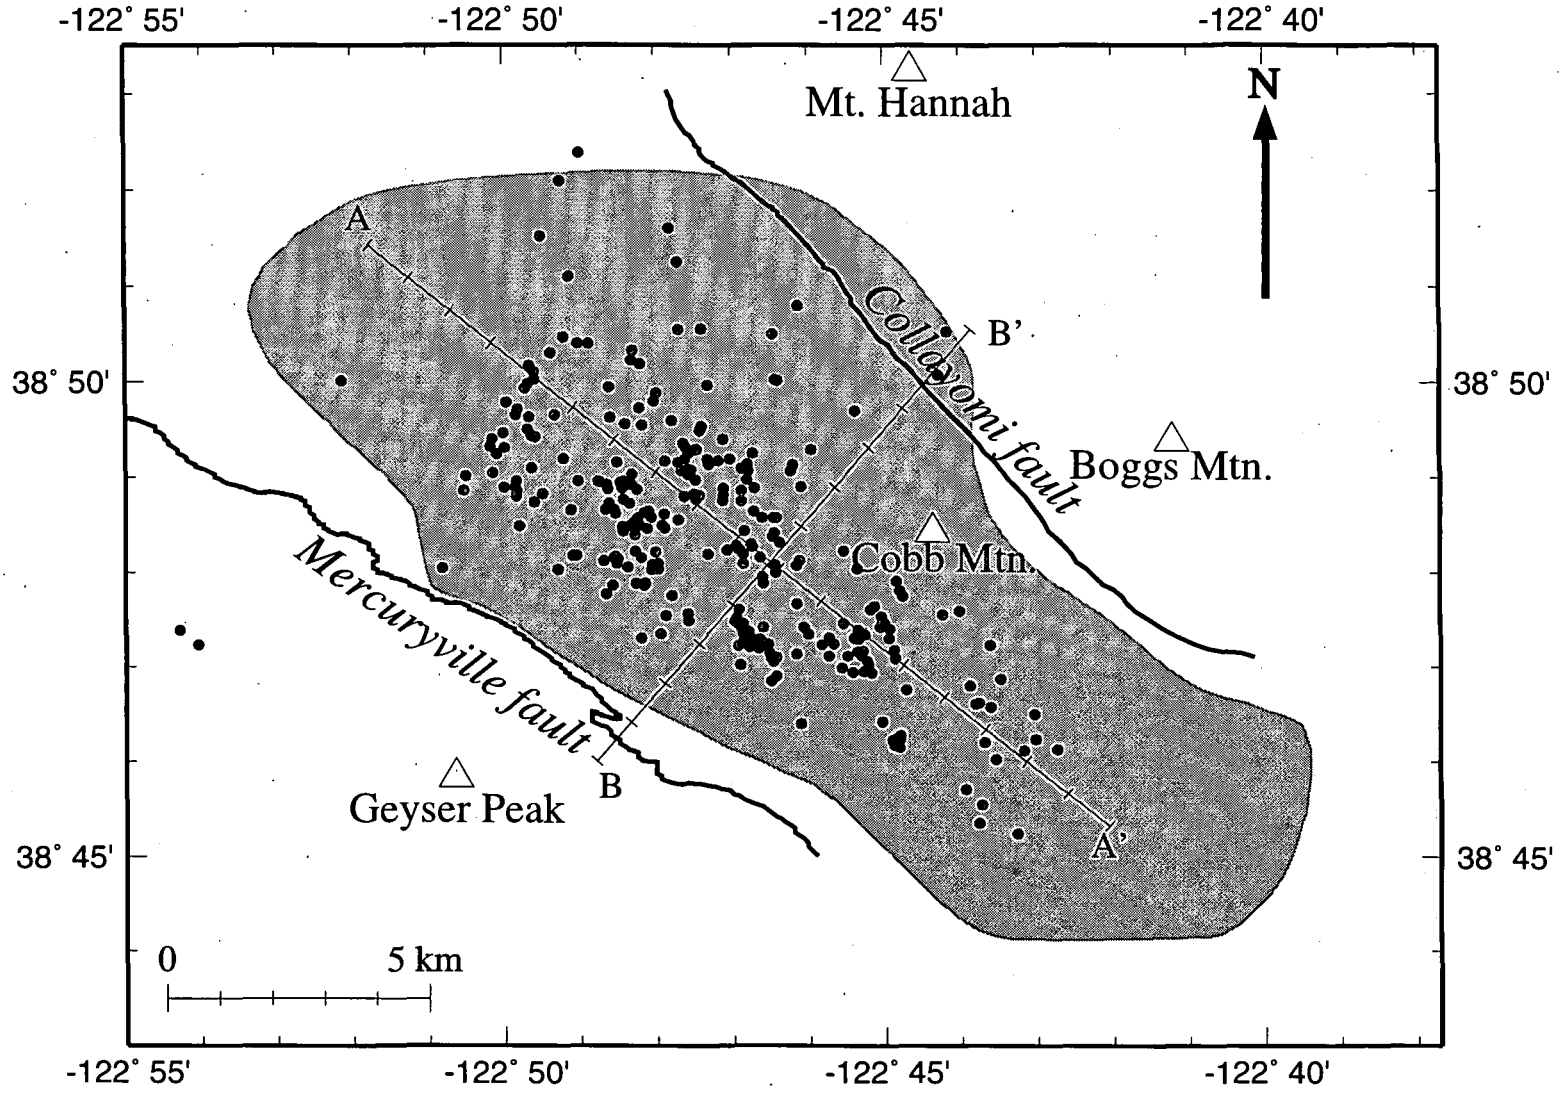 -122° 55' -122° 50' -122° 45' -122° 40'
N
Mt. Hannah
A
B'
Collayomi fault
38° 50' 38° 50'
Boggs Mtn.
Cobb Mtn.
Mercuryville fault
B
Geyser Peak
A'
38° 45' 38° 45'
0 5 km
-122° 55' -122° 50' -122° 45' -122° 40'